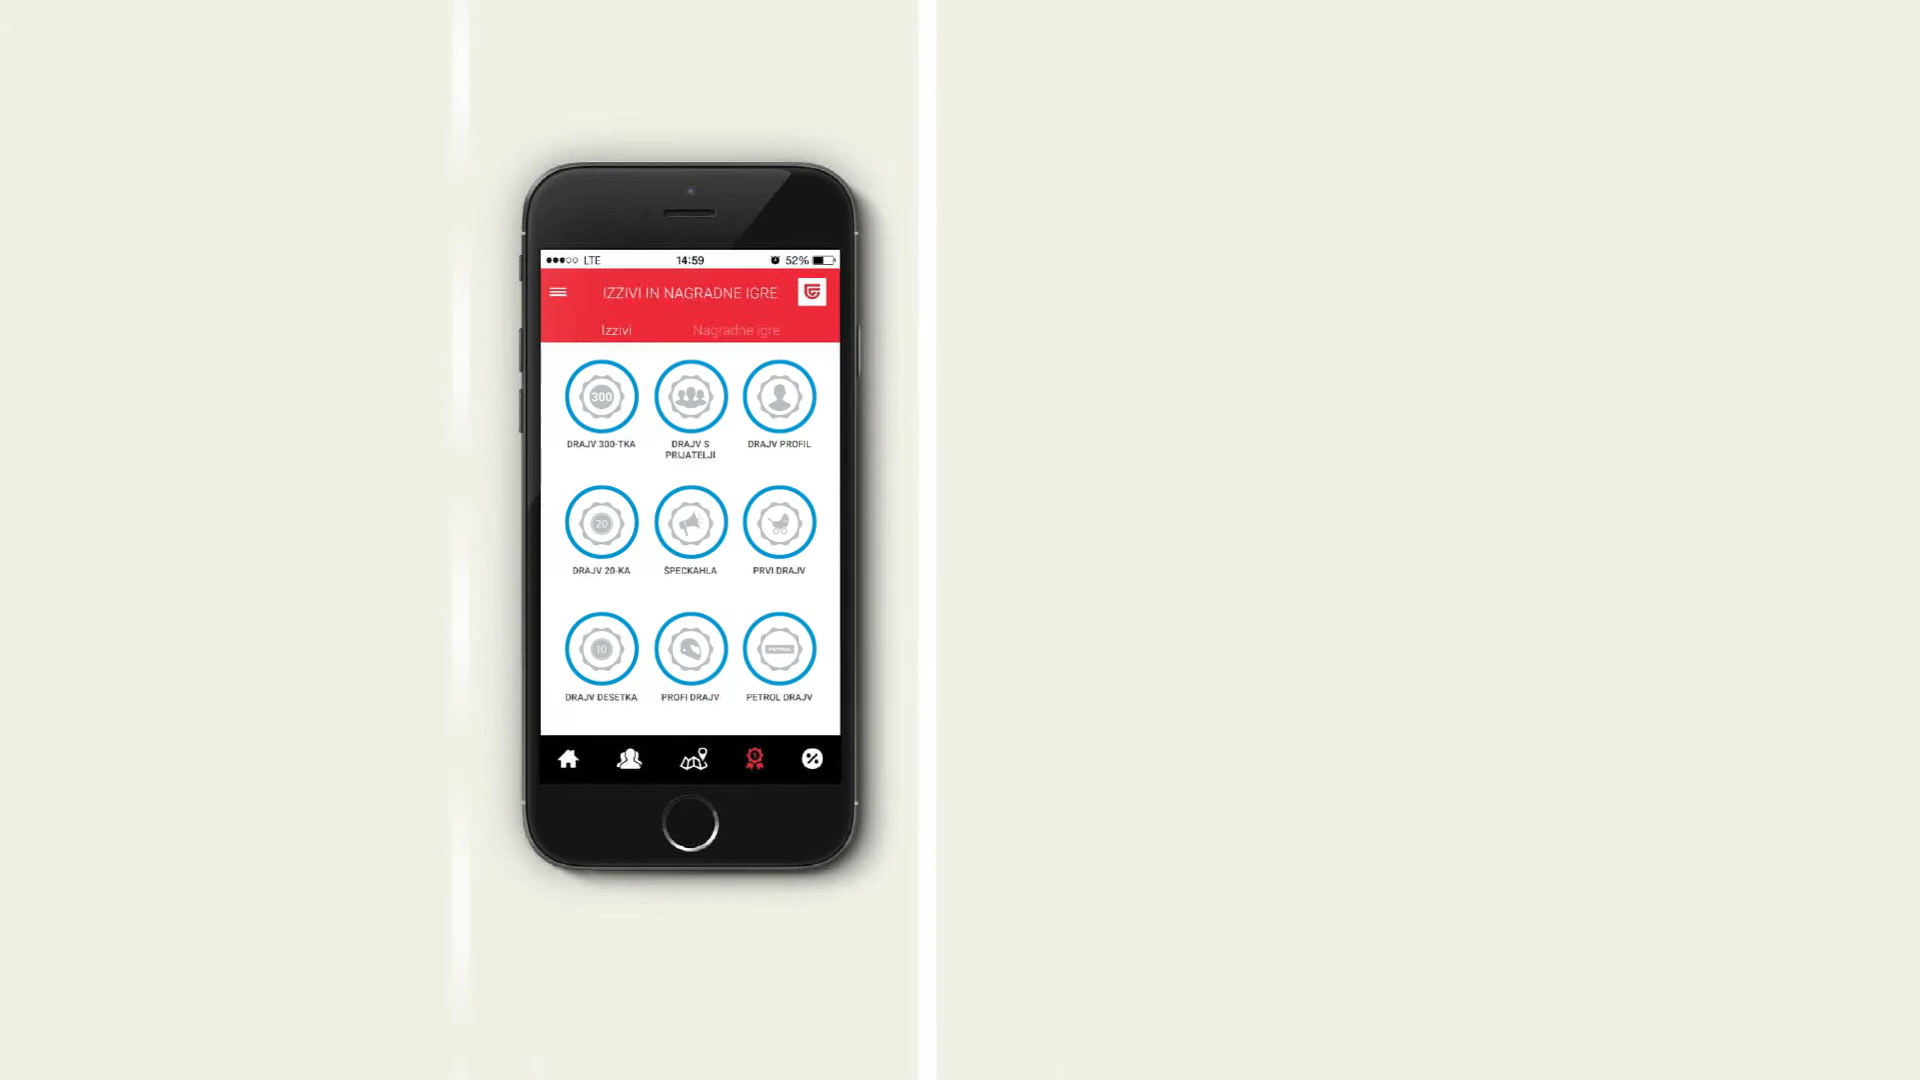 LTE 14:59 52%
IZZIVI IN NAGRADNE IGRE
Izzivi Nagradne igre
300
DRAJV 300-TKA DRAJV S PRIJATELJI DRAJV PROFIL
20
DRAJV 20-KA ŠPECKAHLA PRVI DRAJV
10 PETROL
DRAJV DESETKA PROFI DRAJV PETROL DRAJV